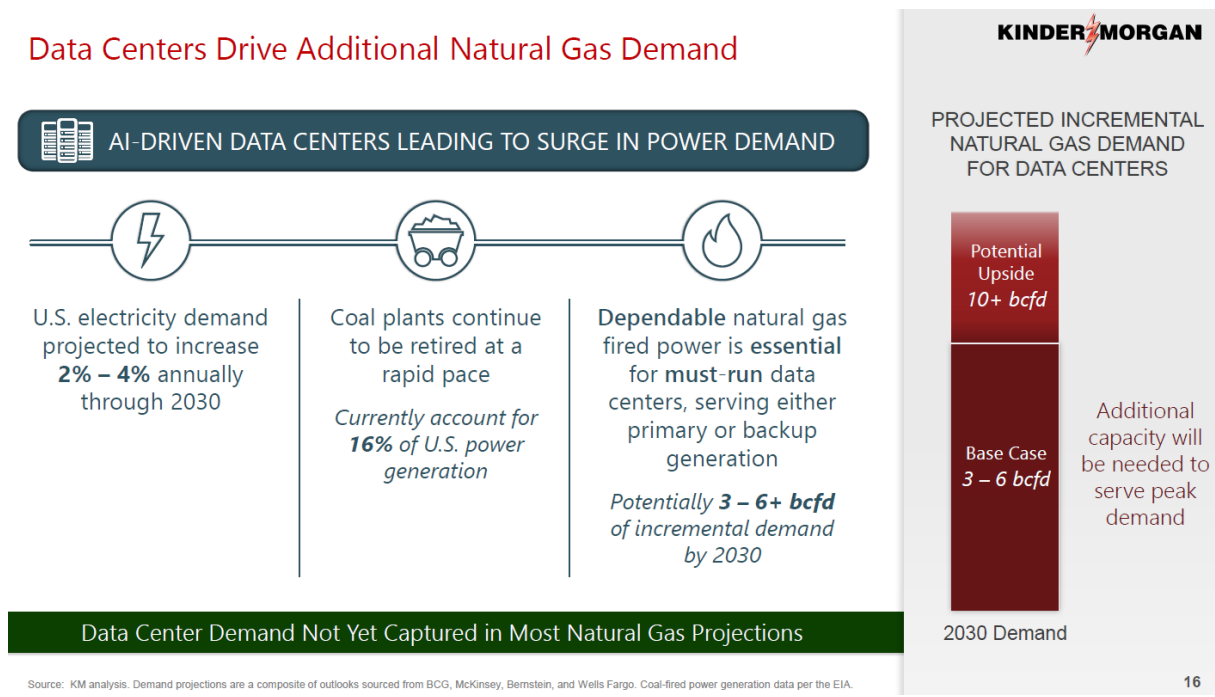 Data Centers Drive Additional Natural Gas Demand
KINDER MORGAN
AI-DRIVEN DATA CENTERS LEADING TO SURGE IN POWER DEMAND
U.S. electricity demand
projected to increase
2% – 4% annually
through 2030
Coal plants continue
to be retired at a
rapid pace
Currently account for
16% of U.S. power
generation
Dependable natural gas
fired power is essential
for must-run data
centers, serving either
primary or backup
generation
Potentially 3 – 6+ bcfd
of incremental demand
by 2030
Data Center Demand Not Yet Captured in Most Natural Gas Projections
PROJECTED INCREMENTAL
NATURAL GAS DEMAND
FOR DATA CENTERS
Potential
Upside
10+ bcfd
Base Case
3 – 6 bcfd
Additional
capacity will
be needed to
serve peak
demand
2030 Demand
Source: KM analysis. Demand projections are a composite of outlooks sourced from BCG, McKinsey, Bernstein, and Wells Fargo. Coal-fired power generation data per the EIA.
16